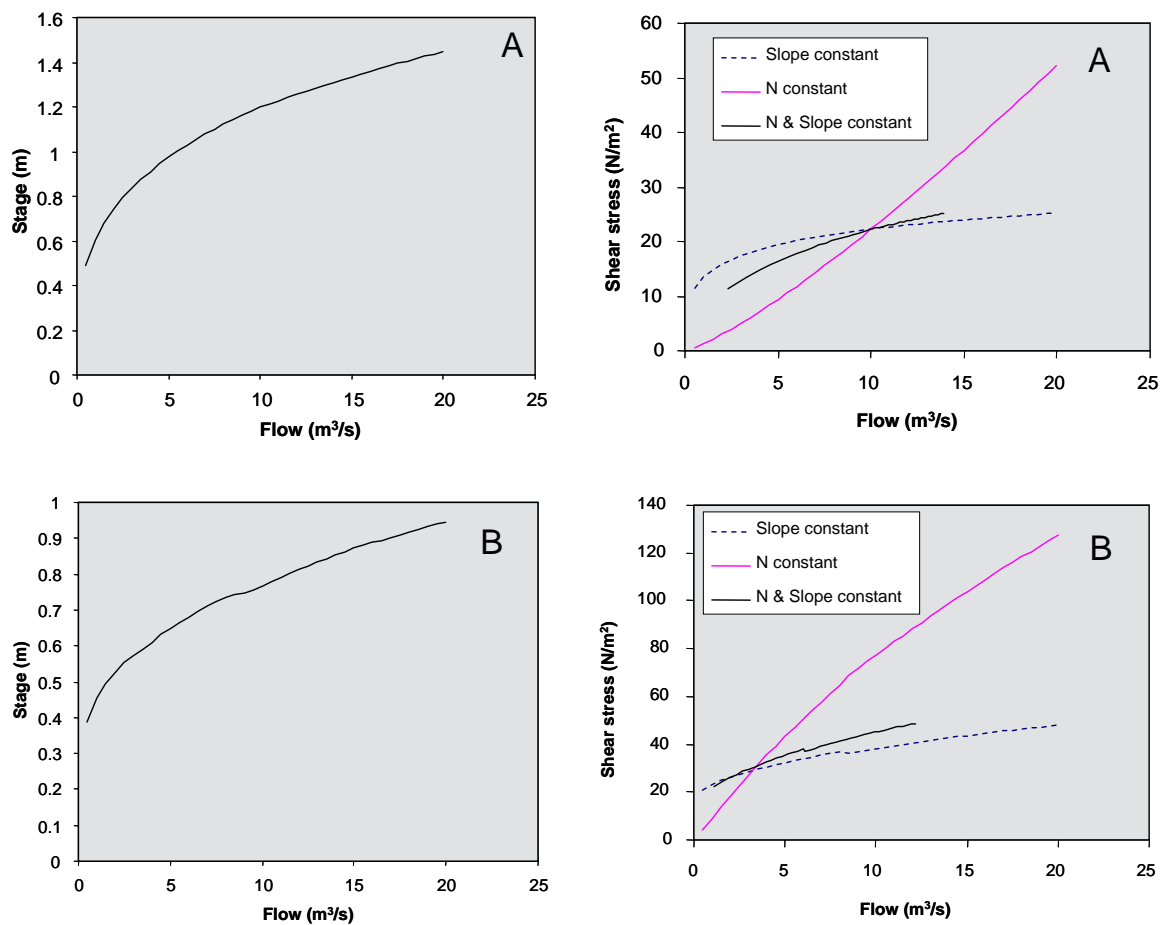 A
1.6
1.4
1.2
1
0.8
0.6
0.4
0.2
0
Stage (m)
0 5 10 15 20 25
Flow (m³/s)
A
Slope constant
N constant
N & Slope constant
60
50
40
30
20
10
0
Shear stress (N/m²)
0 5 10 15 20 25
Flow (m³/s)
B
1
0.9
0.8
0.7
0.6
0.5
0.4
0.3
0.2
0.1
0
Stage (m)
0 5 10 15 20 25
Flow (m³/s)
B
Slope constant
N constant
N & Slope constant
140
120
100
80
60
40
20
0
Shear stress (N/m²)
0 5 10 15 20 25
Flow (m³/s)